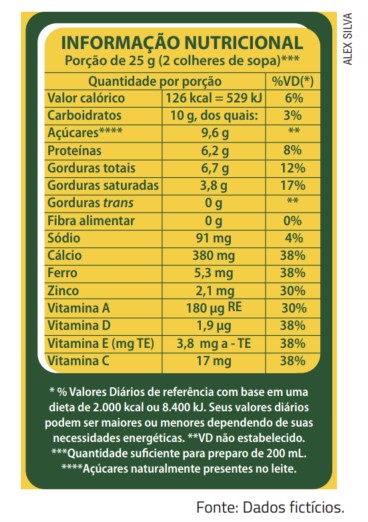 ALEX SILVA
INFORMAÇÃO NUTRICIONAL
Porção de 25 g (2 colheres de sopa)***
Quantidade por porção %VD(*)
Valor calórico 126 kcal = 529 kJ 6%
Carboidratos 10 g, dos quais: 3%
Açúcares**** 9,6 g **
Proteínas 6,2 g 8%
Gorduras totais 6,7 g 12%
Gorduras saturadas 3,8 g 17%
Gorduras trans 0 g **
Fibra alimentar 0 g 0%
Sódio 91 mg 4%
Cálcio 380 mg 38%
Ferro 5,3 mg 38%
Zinco 2,1 mg 30%
Vitamina A 180 µg RE 30%
Vitamina D 1,9 µg 38%
Vitamina E (mg TE) 3,8 mg a - TE 38%
Vitamina C 17 mg 38%
* % Valores Diários de referência com base em uma
dieta de 2.000 kcal ou 8.400 kJ. Seus valores diários
podem ser maiores ou menores dependendo de suas
necessidades energéticas. **VD não estabelecido.
***Quantidade suficiente para preparo de 200 mL.
****Açúcares naturalmente presentes no leite.
Fonte: Dados fictícios.